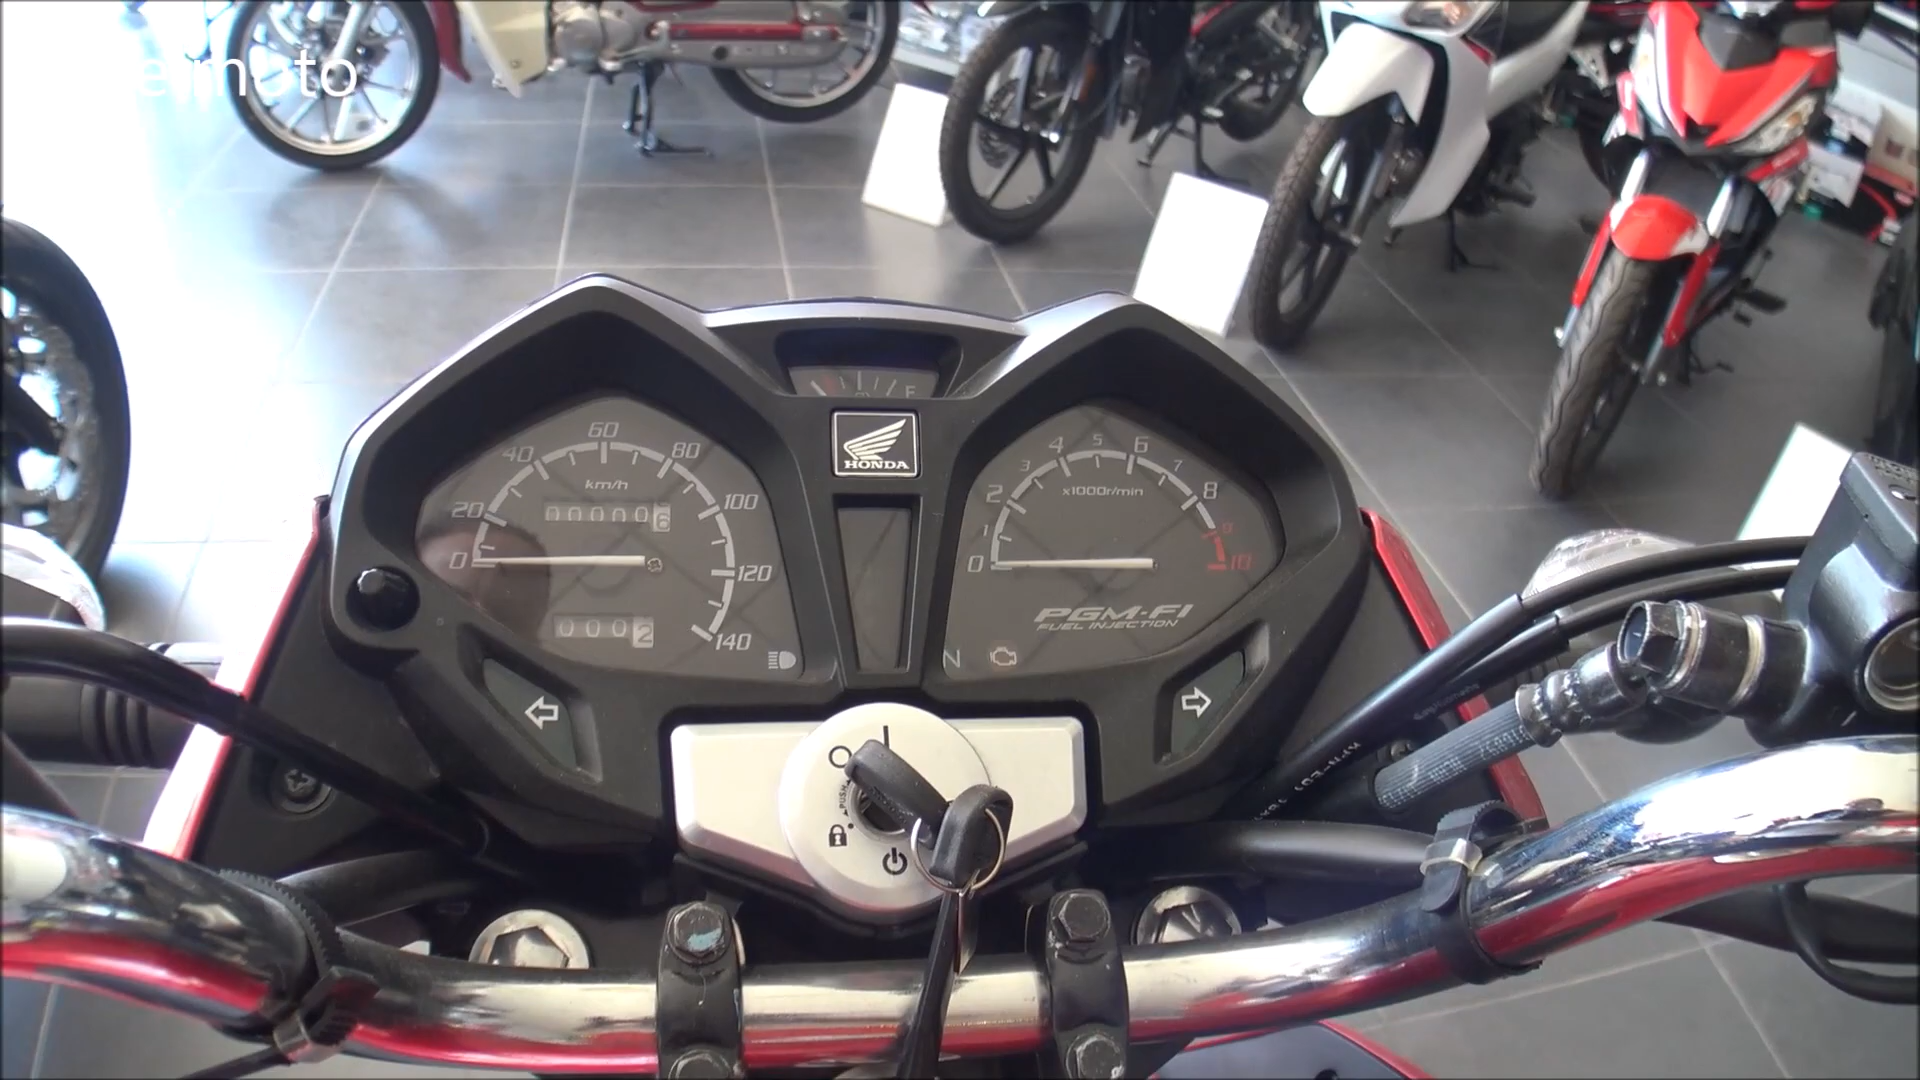 e moto
F
HONDA
0 20 40 60 80 100 120 140
km/h
000006
0002
0 1 2 3 4 5 6 7 8 9 10
x1000r/min
PGM-FI
FUEL INJECTION
N
PUSH